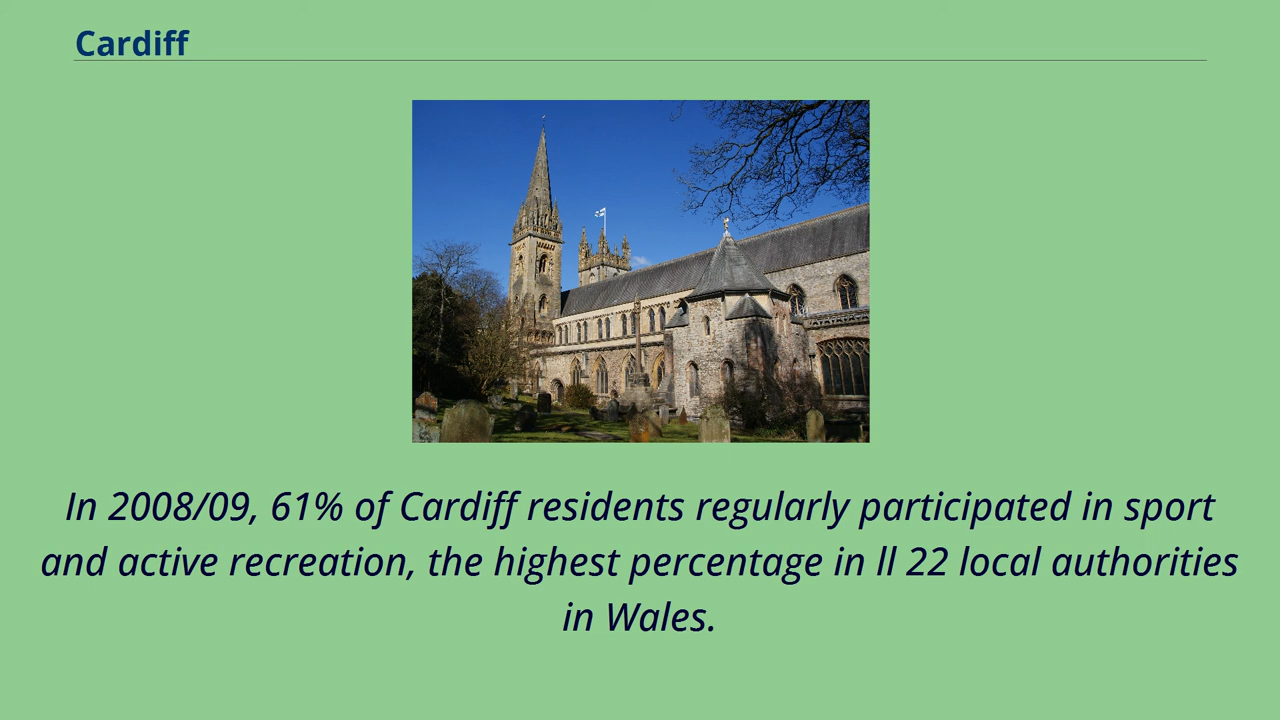 Cardiff
In 2008/09, 61% of Cardiff residents regularly participated in sport
and active recreation, the highest percentage in ll 22 local authorities
in Wales.